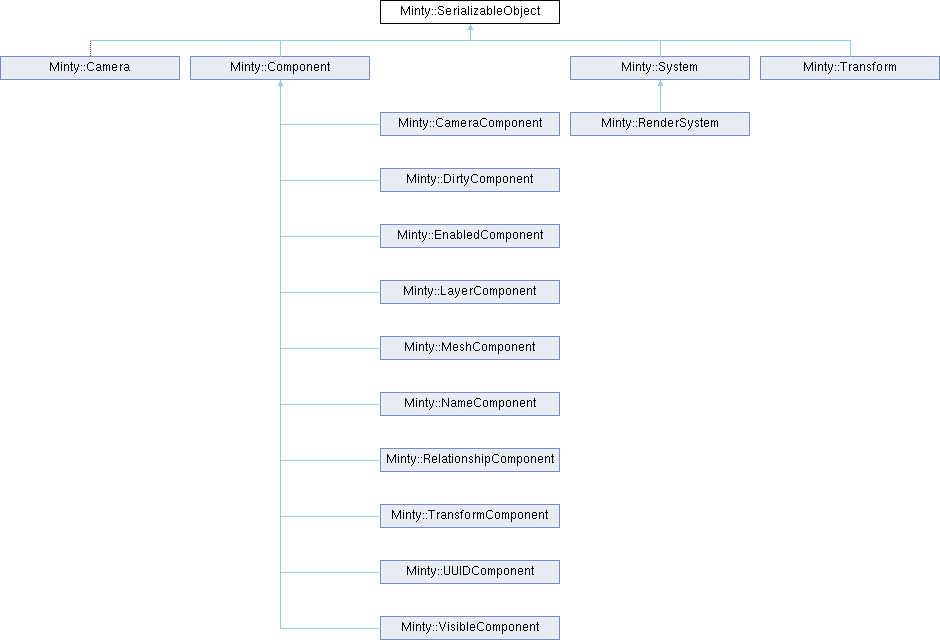 Minty::SerializableObject
Minty::Camera
Minty::Component
Minty::System
Minty::Transform
Minty::CameraComponent
Minty::RenderSystem
Minty::DirtyComponent
Minty::EnabledComponent
Minty::LayerComponent
Minty::MeshComponent
Minty::NameComponent
Minty::RelationshipComponent
Minty::TransformComponent
Minty::UUIDComponent
Minty::VisibleComponent